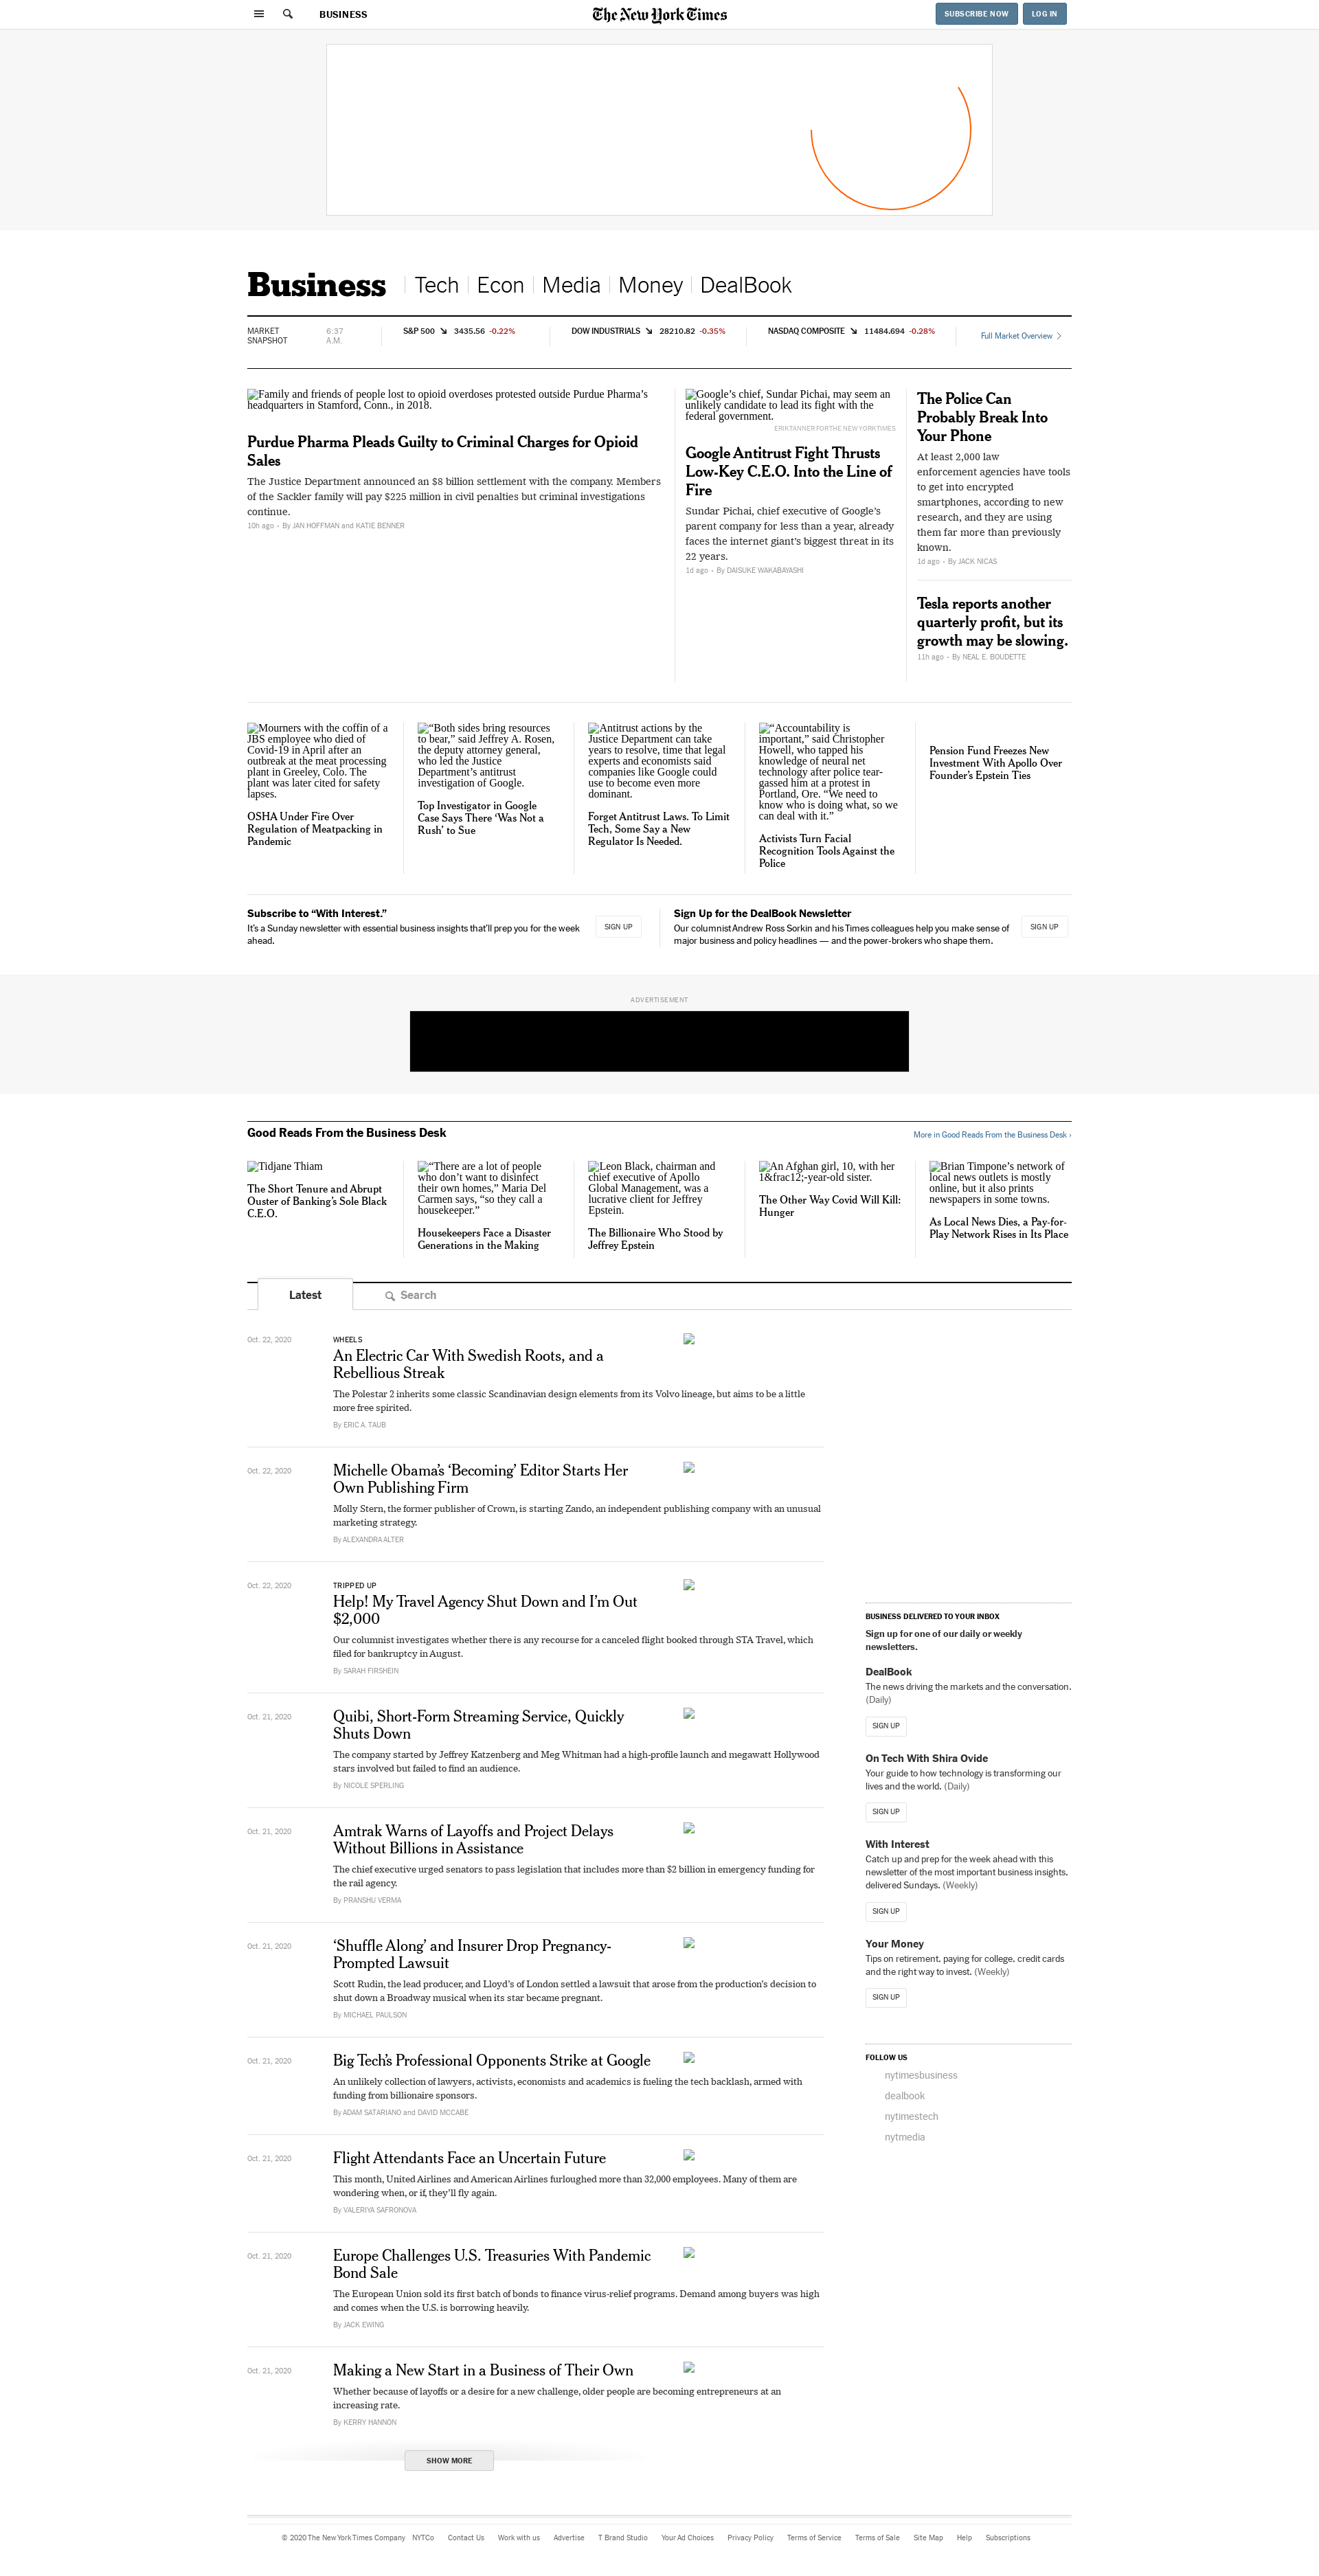 BUSINESS
The New York Times
SUBSCRIBE NOW
LOG IN
Business
Tech
Econ
Media
Money
DealBook
MARKET
SNAPSHOT
6:37
A.M.
S&P 500 3435.56 -0.22%
DOW INDUSTRIALS 28210.82 -0.35%
NASDAQ COMPOSITE 11484.694 -0.28%
Full Market Overview
Family and friends of people lost to opioid overdoses protested outside Purdue Pharma’s
headquarters in Stamford, Conn., in 2018.
Purdue Pharma Pleads Guilty to Criminal Charges for Opioid
Sales
The Justice Department announced an $8 billion settlement with the company. Members
of the Sackler family will pay $225 million in civil penalties but criminal investigations
continue.
10h ago • By JAN HOFFMAN and KATIE BENNER
Google’s chief, Sundar Pichai, may seem an
unlikely candidate to lead its fight with the
federal government.
ERIK TANNER FOR THE NEW YORK TIMES
Google Antitrust Fight Thrusts
Low-Key C.E.O. Into the Line of
Fire
Sundar Pichai, chief executive of Google’s
parent company for less than a year, already
faces the internet giant’s biggest threat in its
22 years.
1d ago • By DAISUKE WAKABAYASHI
The Police Can
Probably Break Into
Your Phone
At least 2,000 law
enforcement agencies have tools
to get into encrypted
smartphones, according to new
research, and they are using
them far more than previously
known.
1d ago • By JACK NICAS
Tesla reports another
quarterly profit, but its
growth may be slowing.
11h ago • By NEAL E. BOUDETTE
Mourners with the coffin of a
JBS employee who died of
Covid-19 in April after an
outbreak at the meat processing
plant in Greeley, Colo. The
plant was later cited for safety
lapses.
OSHA Under Fire Over
Regulation of Meatpacking in
Pandemic
“Both sides bring resources
to bear,” said Jeffrey A. Rosen,
the deputy attorney general,
who led the Justice
Department’s antitrust
investigation of Google.
Top Investigator in Google
Case Says There ‘Was Not a
Rush’ to Sue
Antitrust actions by the
Justice Department can take
years to resolve, time that legal
experts and economists said
companies like Google could
use to become even more
dominant.
Forget Antitrust Laws. To Limit
Tech, Some Say a New
Regulator Is Needed.
“Accountability is
important,” said Christopher
Howell, who tapped his
knowledge of neural net
technology after police tear-
gassed him at a protest in
Portland, Ore. “We need to
know who is doing what, so we
can deal with it.”
Activists Turn Facial
Recognition Tools Against the
Police
Pension Fund Freezes New
Investment With Apollo Over
Founder’s Epstein Ties
Subscribe to “With Interest.”
It’s a Sunday newsletter with essential business insights that’ll prep you for the week
ahead.
SIGN UP
Sign Up for the DealBook Newsletter
Our columnist Andrew Ross Sorkin and his Times colleagues help you make sense of
major business and policy headlines — and the power-brokers who shape them.
SIGN UP
ADVERTISEMENT
Good Reads From the Business Desk
More in Good Reads From the Business Desk ›
Tidjane Thiam
The Short Tenure and Abrupt
Ouster of Banking’s Sole Black
C.E.O.
“There are a lot of people
who don’t want to disinfect
their own homes,” Maria Del
Carmen says, “so they call a
housekeeper.”
Housekeepers Face a Disaster
Generations in the Making
Leon Black, chairman and
chief executive of Apollo
Global Management, was a
lucrative client for Jeffrey
Epstein.
The Billionaire Who Stood by
Jeffrey Epstein
An Afghan girl, 10, with her
1&frac12;-year-old sister.
The Other Way Covid Will Kill:
Hunger
Brian Timpone’s network of
local news outlets is mostly
online, but it also prints
newspapers in some towns.
As Local News Dies, a Pay-for-
Play Network Rises in Its Place
Latest
Search
Oct. 22, 2020
WHEELS
An Electric Car With Swedish Roots, and a
Rebellious Streak
The Polestar 2 inherits some classic Scandinavian design elements from its Volvo lineage, but aims to be a little
more free spirited.
By ERIC A. TAUB
Oct. 22, 2020
Michelle Obama’s ‘Becoming’ Editor Starts Her
Own Publishing Firm
Molly Stern, the former publisher of Crown, is starting Zando, an independent publishing company with an unusual
marketing strategy.
By ALEXANDRA ALTER
Oct. 22, 2020
TRIPPED UP
Help! My Travel Agency Shut Down and I’m Out
$2,000
Our columnist investigates whether there is any recourse for a canceled flight booked through STA Travel, which
filed for bankruptcy in August.
By SARAH FIRSHEIN
Oct. 21, 2020
Quibi, Short-Form Streaming Service, Quickly
Shuts Down
The company started by Jeffrey Katzenberg and Meg Whitman had a high-profile launch and megawatt Hollywood
stars involved but failed to find an audience.
By NICOLE SPERLING
Oct. 21, 2020
Amtrak Warns of Layoffs and Project Delays
Without Billions in Assistance
The chief executive urged senators to pass legislation that includes more than $2 billion in emergency funding for
the rail agency.
By PRANSHU VERMA
Oct. 21, 2020
‘Shuffle Along’ and Insurer Drop Pregnancy-
Prompted Lawsuit
Scott Rudin, the lead producer, and Lloyd’s of London settled a lawsuit that arose from the production’s decision to
shut down a Broadway musical when its star became pregnant.
By MICHAEL PAULSON
Oct. 21, 2020
Big Tech’s Professional Opponents Strike at Google
An unlikely collection of lawyers, activists, economists and academics is fueling the tech backlash, armed with
funding from billionaire sponsors.
By ADAM SATARIANO and DAVID MCCABE
Oct. 21, 2020
Flight Attendants Face an Uncertain Future
This month, United Airlines and American Airlines furloughed more than 32,000 employees. Many of them are
wondering when, or if, they’ll fly again.
By VALERIYA SAFRONOVA
Oct. 21, 2020
Europe Challenges U.S. Treasuries With Pandemic
Bond Sale
The European Union sold its first batch of bonds to finance virus-relief programs. Demand among buyers was high
and comes when the U.S. is borrowing heavily.
By JACK EWING
Oct. 21, 2020
Making a New Start in a Business of Their Own
Whether because of layoffs or a desire for a new challenge, older people are becoming entrepreneurs at an
increasing rate.
By KERRY HANNON
SHOW MORE
BUSINESS DELIVERED TO YOUR INBOX
Sign up for one of our daily or weekly
newsletters.
DealBook
The news driving the markets and the conversation.
(Daily)
SIGN UP
On Tech With Shira Ovide
Your guide to how technology is transforming our
lives and the world. (Daily)
SIGN UP
With Interest
Catch up and prep for the week ahead with this
newsletter of the most important business insights,
delivered Sundays. (Weekly)
SIGN UP
Your Money
Tips on retirement, paying for college, credit cards
and the right way to invest. (Weekly)
SIGN UP
FOLLOW US
nytimesbusiness
dealbook
nytimestech
nytmedia
© 2020 The New York Times Company NYTCo Contact Us Work with us Advertise T Brand Studio Your Ad Choices Privacy Policy Terms of Service Terms of Sale Site Map Help Subscriptions